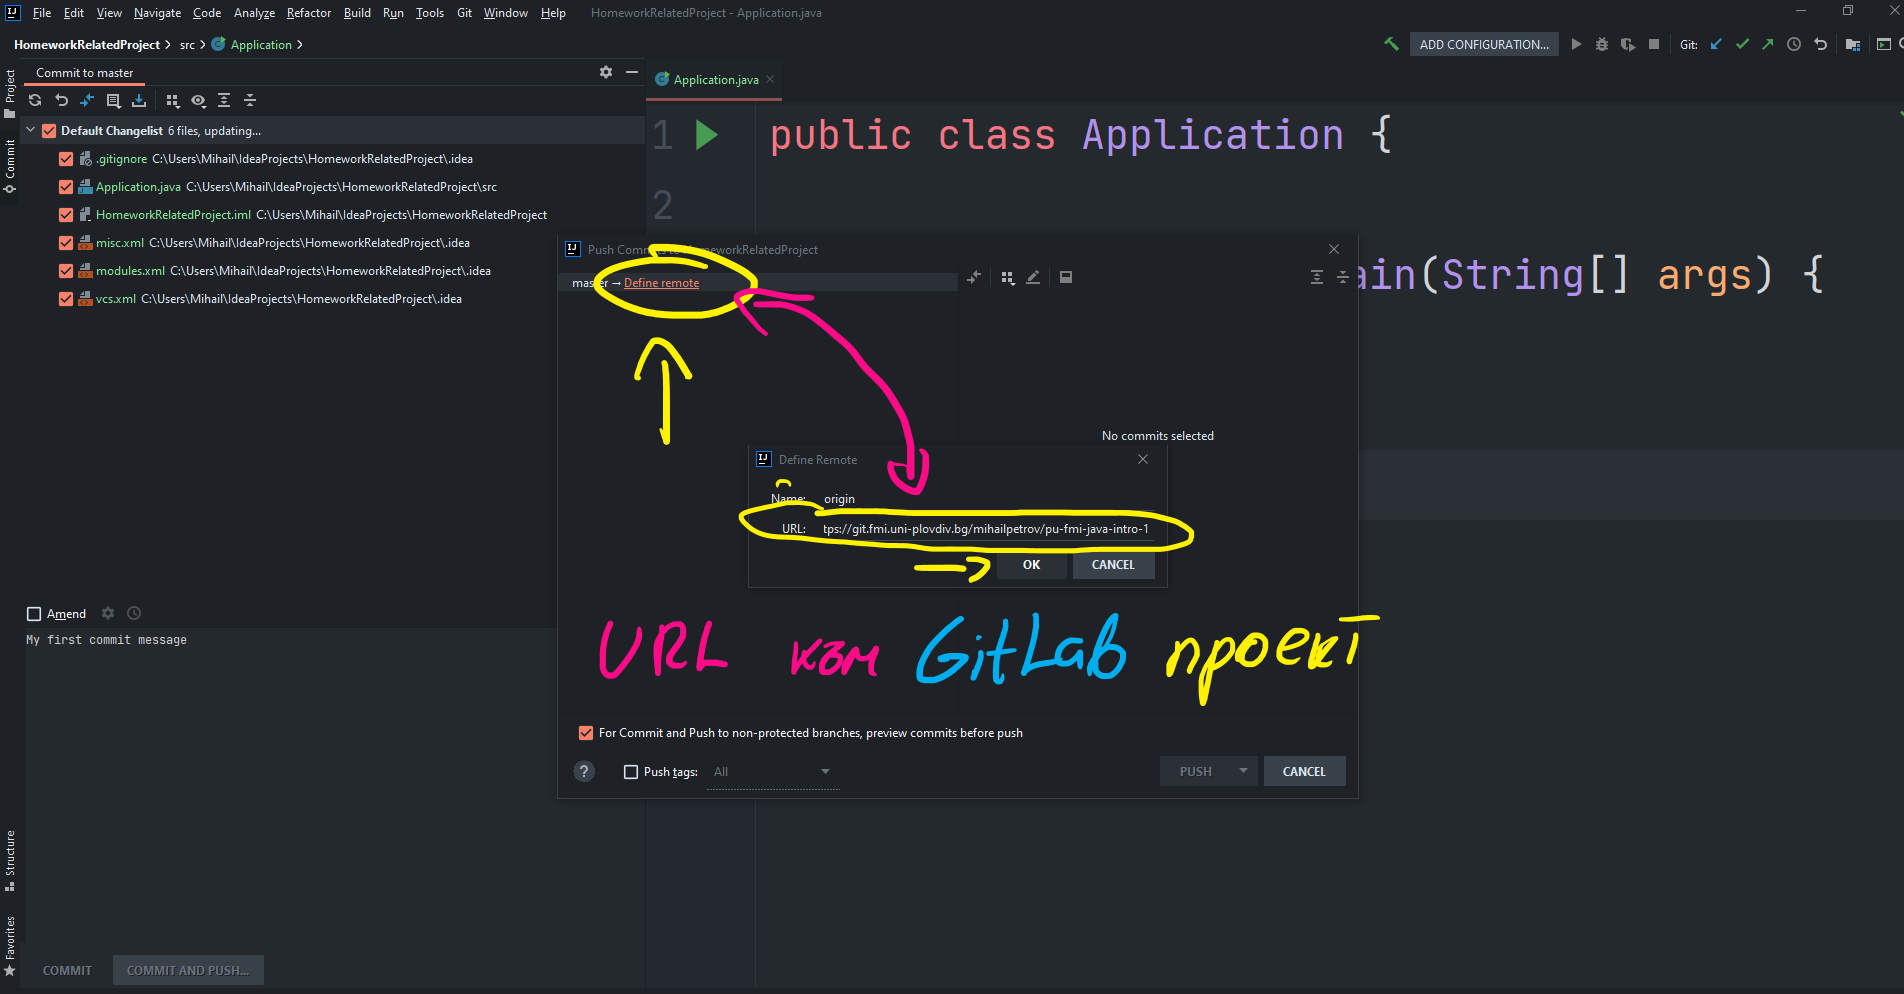 File Edit View Navigate Code Analyze Refactor Build Run Tools Git Window Help HomeworkRelatedProject - Application.java
HomeworkRelatedProject src Application
ADD CONFIGURATION... Git:
Project
Commit
Commit to master
Default Changelist 6 files, updating...
.gitignore C:\Users\Mihail\IdeaProjects\HomeworkRelatedProject\.idea
Application.java C:\Users\Mihail\IdeaProjects\HomeworkRelatedProject\src
HomeworkRelatedProject.iml C:\Users\Mihail\IdeaProjects\HomeworkRelatedProject
misc.xml C:\Users\Mihail\IdeaProjects\HomeworkRelatedProject\.idea
modules.xml C:\Users\Mihail\IdeaProjects\HomeworkRelatedProject\.idea
vcs.xml C:\Users\Mihail\IdeaProjects\HomeworkRelatedProject\.idea
Application.java
1 public class Application {
2
ain(String[] args) {
Push Commits to HomeworkRelatedProject
master → Define remote
No commits selected
Define Remote
Name: origin
URL: tps://git.fmi.uni-plovdiv.bg/mihailpetrov/pu-fmi-java-intro-1
OK CANCEL
URL към GitLab проект
For Commit and Push to non-protected branches, preview commits before push
? Push tags: All
PUSH CANCEL
Amend
My first commit message
Structure
Favorites
COMMIT COMMIT AND PUSH...